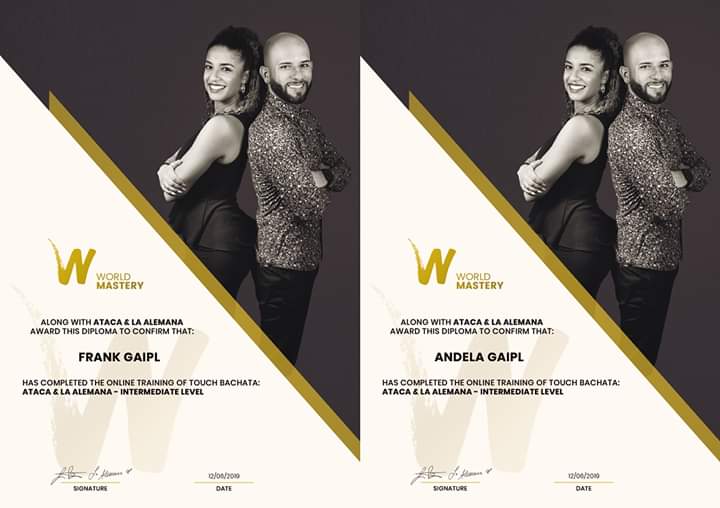 WORLD
MASTERY
ALONG WITH ATACA & LA ALEMANA
AWARD THIS DIPLOMA TO CONFIRM THAT:
FRANK GAIPL
HAS COMPLETED THE ONLINE TRAINING OF TOUCH BACHATA:
ATACA & LA ALEMANA - INTERMEDIATE LEVEL
12/06/2019
SIGNATURE
DATE
WORLD
MASTERY
ALONG WITH ATACA & LA ALEMANA
AWARD THIS DIPLOMA TO CONFIRM THAT:
ANDELA GAIPL
HAS COMPLETED THE ONLINE TRAINING OF TOUCH BACHATA:
ATACA & LA ALEMANA - INTERMEDIATE LEVEL
12/06/2019
SIGNATURE
DATE